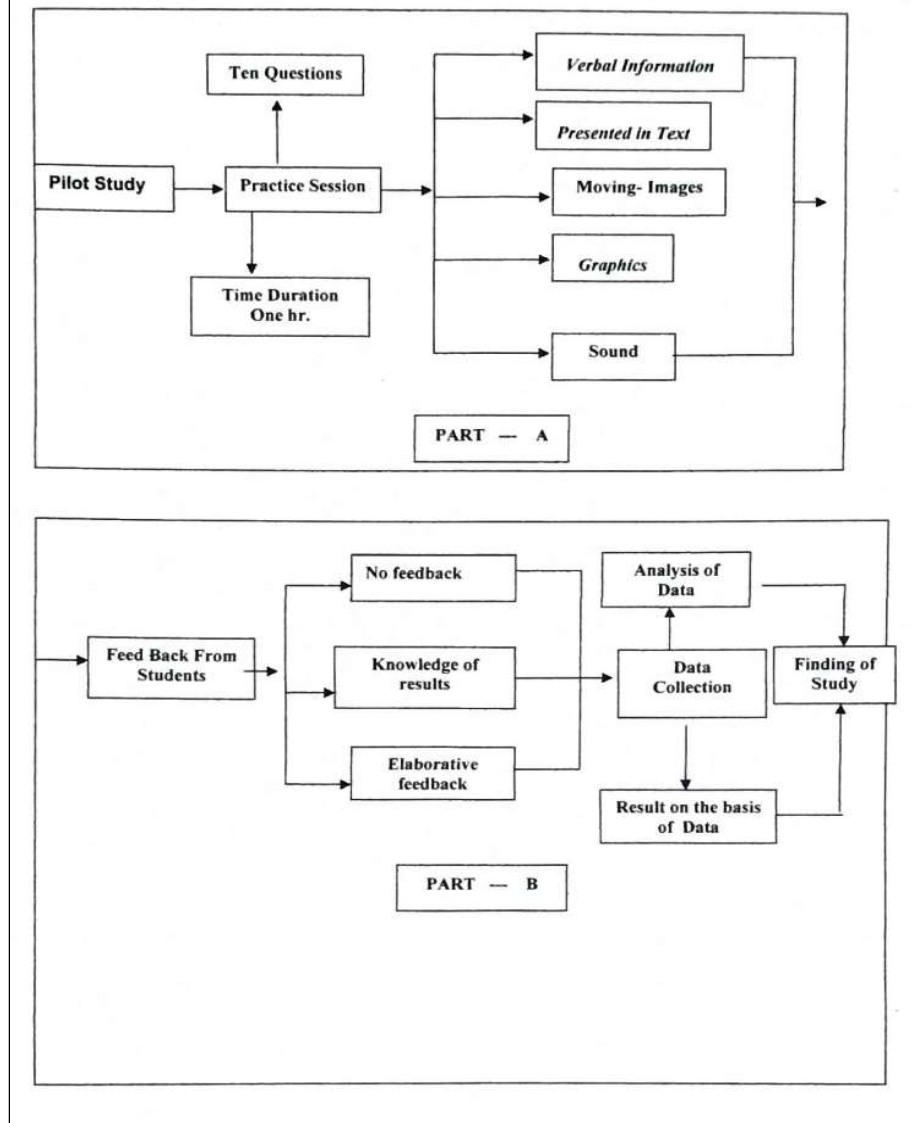 Ten Questions
Verbal Information
Presented in Text
Pilot Study
Practice Session
Moving- Images
Graphics
Time Duration
One hr.
Sound
PART — A
No feedback
Analysis of
Data
Feed Back From
Students
Knowledge of
results
Data
Collection
Finding of
Study
Elaborative
feedback
Result on the basis
of Data
PART — B